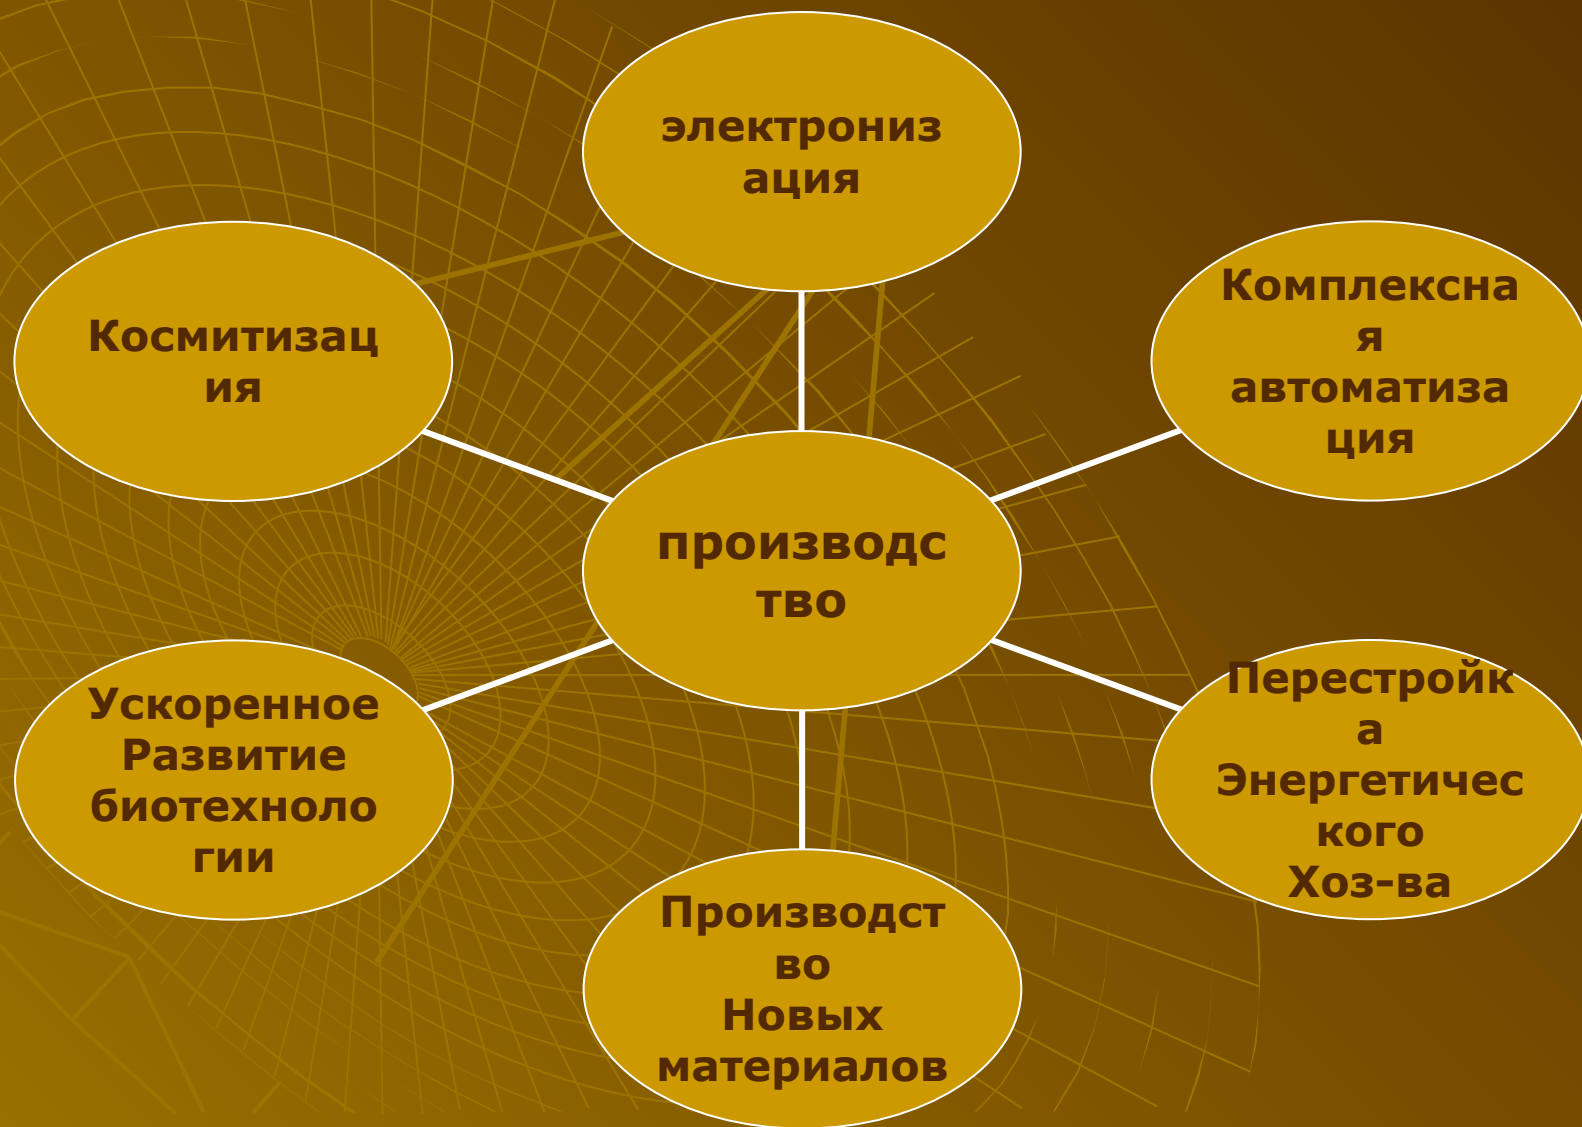 электрониз
ация
Комплексна
я
автоматиза
ция
Перестройк
а
Энергетичес
кого
Хоз-ва
Производст
во
Новых
материалов
Ускоренное
Развитие
биотехноло
гии
Космитизац
ия
производс
тво